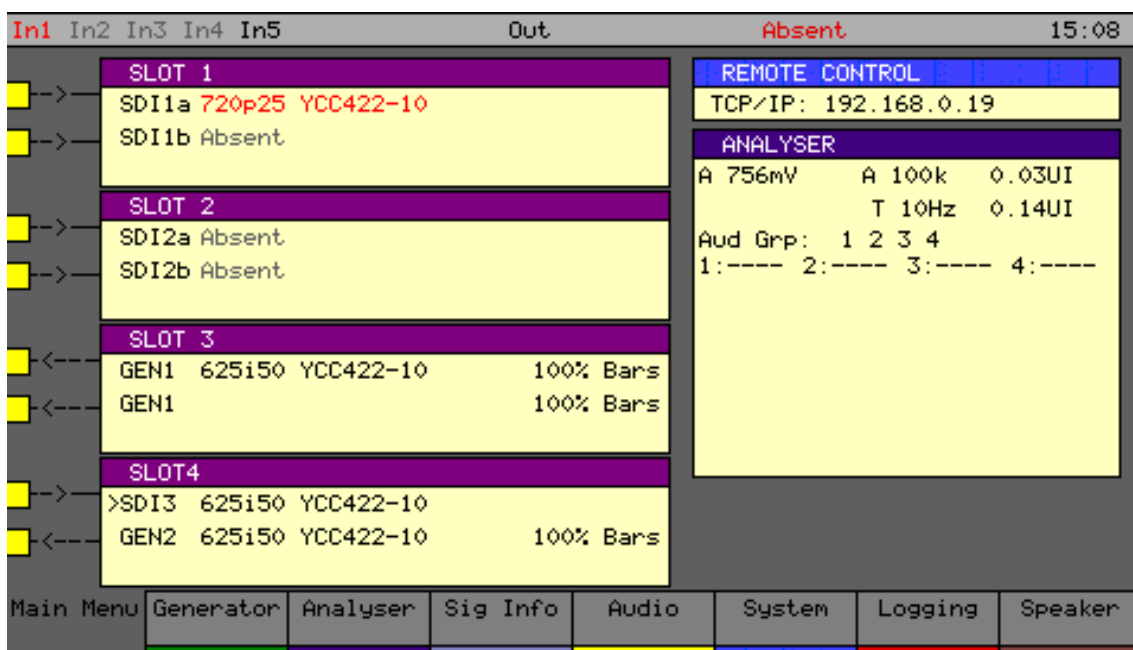 In1 In2 In3 In4 In5 Out Absent 15:08
SLOT 1
SDI1a 720p25 YCC422-10
SDI1b Absent
SLOT 2
SDI2a Absent
SDI2b Absent
SLOT 3
GEN1 625i50 YCC422-10 100% Bars
GEN1 100% Bars
SLOT4
>SDI3 625i50 YCC422-10
GEN2 625i50 YCC422-10 100% Bars
REMOTE CONTROL
TCP/IP: 192.168.0.19
ANALYSER
A 756mV A 100k 0.03UI
T 10Hz 0.14UI
Aud Grp: 1 2 3 4
1:---- 2:---- 3:---- 4:----
Main Menu Generator Analyser Sig Info Audio System Logging Speaker